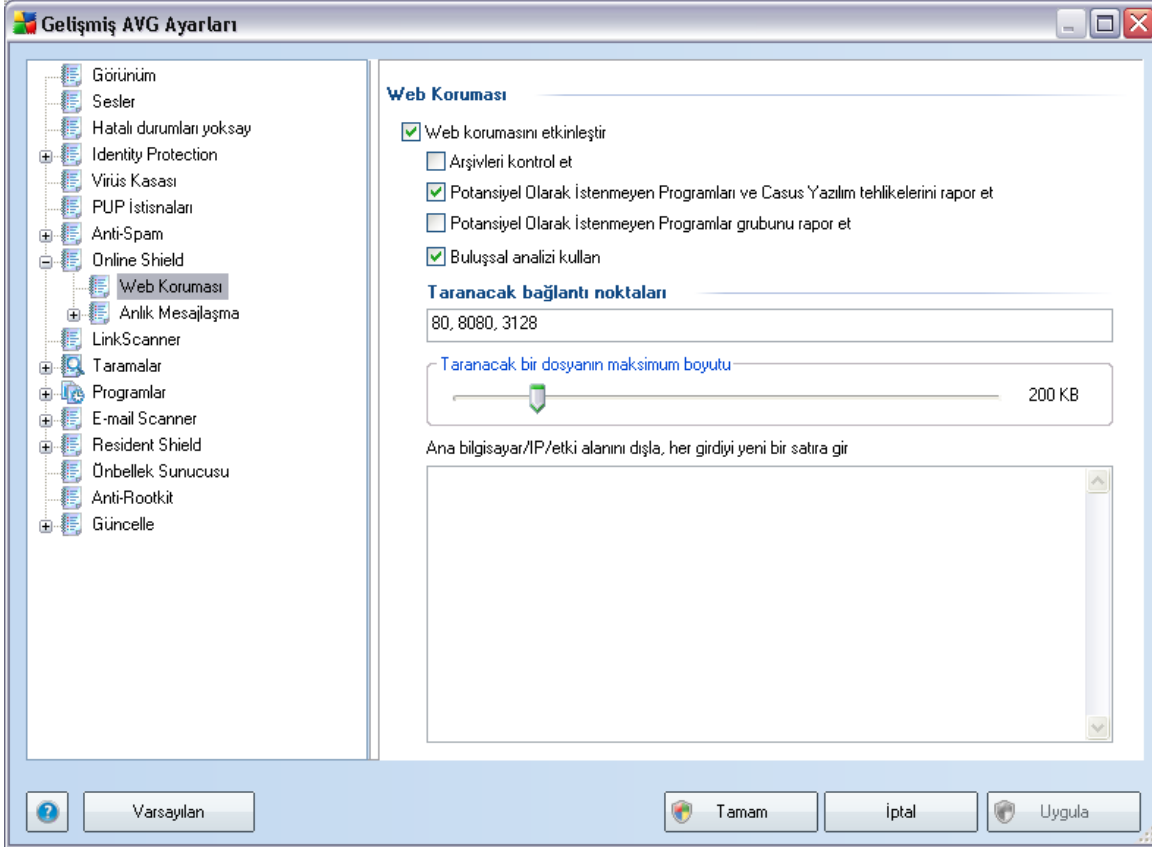 Gelişmiş AVG Ayarları
Görünüm
Sesler
Hatalı durumları yoksay
Identity Protection
Virüs Kasası
PUP İstisnaları
Anti-Spam
Online Shield
Web Koruması
Anlık Mesajlaşma
LinkScanner
Taramalar
Programlar
E-mail Scanner
Resident Shield
Önbellek Sunucusu
Anti-Rootkit
Güncelle
Web Koruması
Web korumasını etkinleştir
Arşivleri kontrol et
Potansiyel Olarak İstenmeyen Programları ve Casus Yazılım tehlikelerini rapor et
Potansiyel Olarak İstenmeyen Programlar grubunu rapor et
Buluşsal analizi kullan
Taranacak bağlantı noktaları
80, 8080, 3128
Taranacak bir dosyanın maksimum boyutu
200 KB
Ana bilgisayar/IP/etki alanını dışla, her girdiyi yeni bir satıra gir
Varsayılan
Tamam
İptal
Uygula